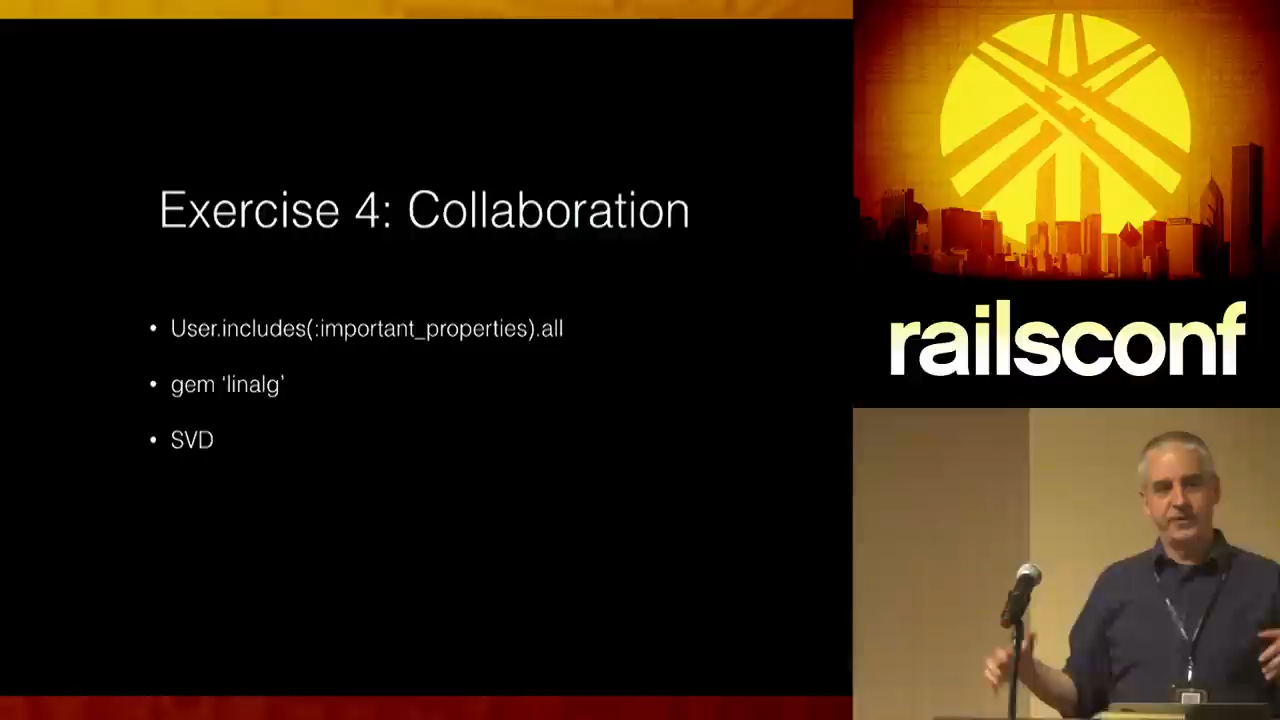 Exercise 4: Collaboration
• User.includes(:important_properties).all
• gem ‘linalg’
• SVD
railsconf